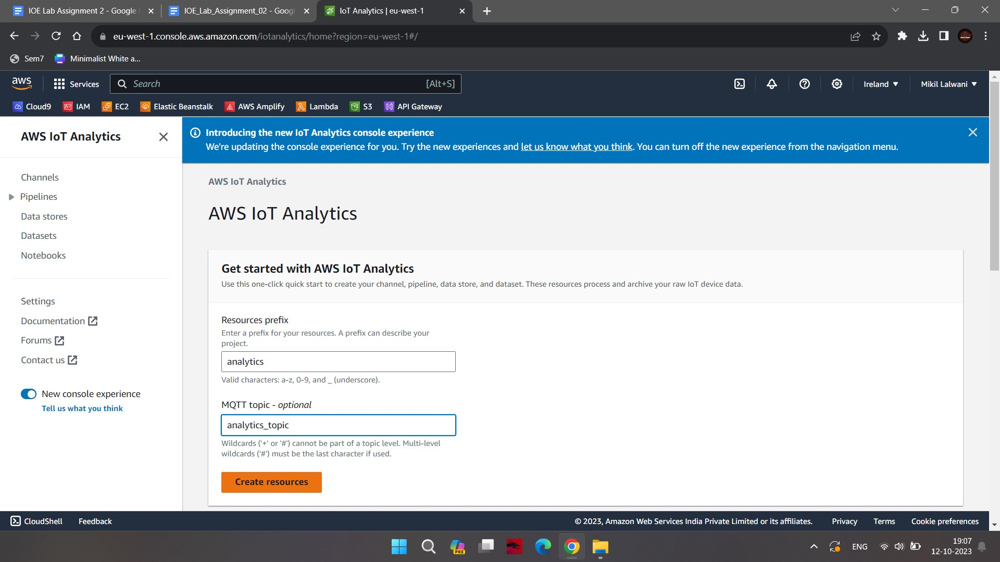 IOE Lab Assignment 2 - Google
IOE_Lab_Assignment_02 - Goog
IoT Analytics | eu-west-1
eu-west-1.console.aws.amazon.com/iotanalytics/home?region=eu-west-1#/
Sem7
Minimalist White a...
aws
Services
Search
[Alt+S]
Ireland
Mikil Lalwani
Cloud9
IAM
EC2
Elastic Beanstalk
AWS Amplify
Lambda
S3
API Gateway
AWS IoT Analytics
Channels
Pipelines
Data stores
Datasets
Notebooks
Settings
Documentation
Forums
Contact us
New console experience
Tell us what you think
Introducing the new IoT Analytics console experience
We're updating the console experience for you. Try the new experiences and let us know what you think. You can turn off the new experience from the navigation menu.
AWS IoT Analytics
AWS IoT Analytics
Get started with AWS IoT Analytics
Use this one-click quick start to create your channel, pipeline, data store, and dataset. These resources process and archive your raw IoT device data.
Resources prefix
Enter a prefix for your resources. A prefix can describe your
project.
analytics
Valid characters: a-z, 0-9, and _ (underscore).
MQTT topic - optional
analytics_topic
Wildcards ('+' or '#') cannot be part of a topic level. Multi-level
wildcards ('#') must be the last character if used.
Create resources
CloudShell
Feedback
© 2023, Amazon Web Services India Private Limited or its affiliates.
Privacy
Terms
Cookie preferences
PRE
ENG
19:07
12-10-2023